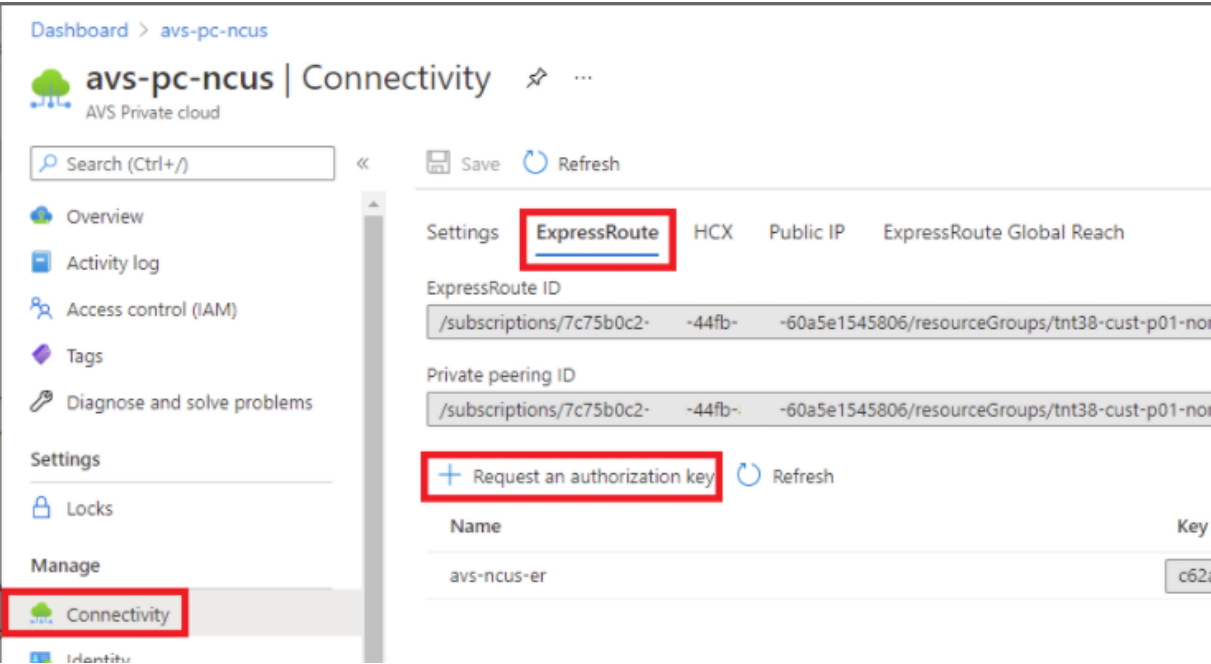 Dashboard > avs-pc-ncus
avs-pc-ncus | Connectivity
AVS Private cloud
Search (Ctrl+/)
Overview
Activity log
Access control (IAM)
Tags
Diagnose and solve problems
Settings
Locks
Manage
Connectivity
Identity
Save Refresh
Settings ExpressRoute HCX Public IP ExpressRoute Global Reach
ExpressRoute ID
/subscriptions/7c75b0c2- -44fb- -60a5e1545806/resourceGroups/tnt38-cust-p01-nor
Private peering ID
/subscriptions/7c75b0c2- -44fb- -60a5e1545806/resourceGroups/tnt38-cust-p01-nor
+ Request an authorization key Refresh
Name Key
avs-ncus-er c62a